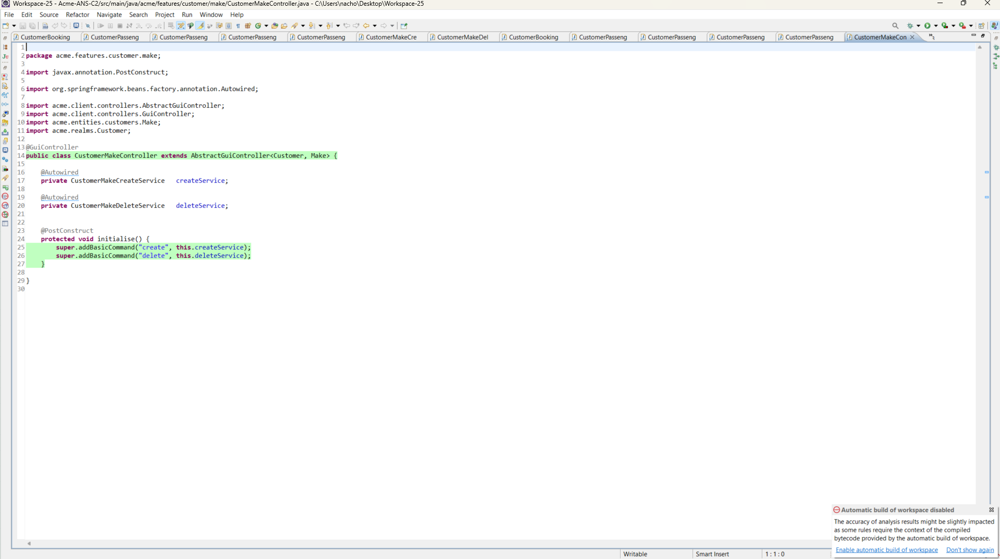 Workspace-25 - Acme-ANS-C2/src/main/java/acme/features/customer/make/CustomerMakeController.java - C:\Users\nacho\Desktop\Workspace-25
File Edit Source Refactor Navigate Search Project Run Window Help
CustomerBooking CustomerPasseng CustomerPasseng CustomerPasseng CustomerPasseng CustomerMakeCre CustomerMakeDel CustomerBooking CustomerPasseng CustomerPasseng CustomerPasseng CustomerPasseng CustomerMakeCon »3
1
2 package acme.features.customer.make;
3
4 import javax.annotation.PostConstruct;
5
6 import org.springframework.beans.factory.annotation.Autowired;
7
8 import acme.client.controllers.AbstractGuiController;
9 import acme.client.controllers.GuiController;
10 import acme.entities.customers.Make;
11 import acme.realms.Customer;
12
13 @GuiController
14 public class CustomerMakeController extends AbstractGuiController<Customer, Make> {
15
16 @Autowired
17 private CustomerMakeCreateService createService;
18
19 @Autowired
20 private CustomerMakeDeleteService deleteService;
21
22
23 @PostConstruct
24 protected void initialise() {
25 super.addBasicCommand("create", this.createService);
26 super.addBasicCommand("delete", this.deleteService);
27 }
28
29 }
30
Automatic build of workspace disabled
The accuracy of analysis results might be slightly impacted
as some rules require the context of the compiled
bytecode provided by the automatic build of workspace.
Enable automatic build of workspace Don't show again
Writable Smart Insert 1 : 1 : 0